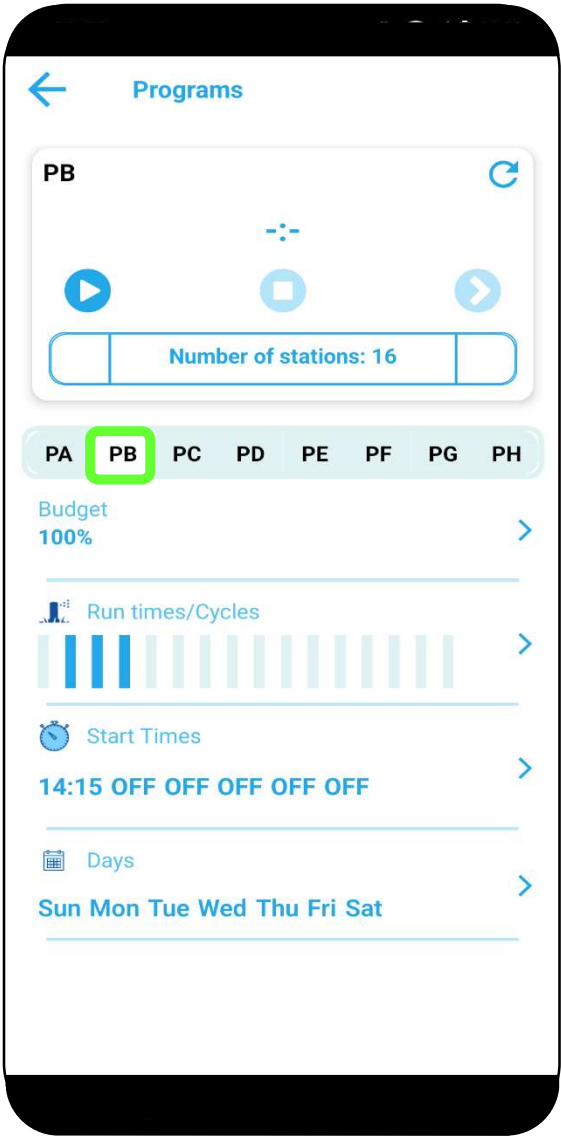 Programs
PB
-:-
Number of stations: 16
PA PB PC PD PE PF PG PH
Budget
100%
Run times/Cycles
Start Times
14:15 OFF OFF OFF OFF OFF
Days
Sun Mon Tue Wed Thu Fri Sat